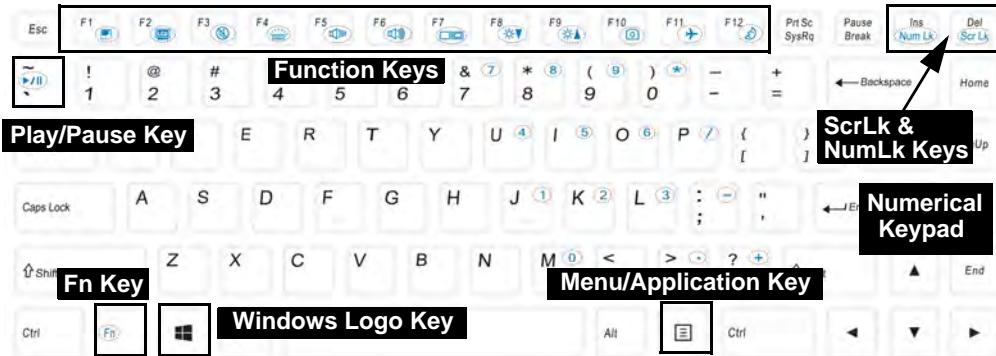 Esc F1 F2 F3 F4 F5 F6 F7 F8 F9 F10 F11 F12 Prt Sc Pause Ins Del
SysRq Break Num Lk Scr Lk
~ ! @ # Function Keys & 7 * 8 ( 9 ) * – + ← Backspace Home
` 1 2 3 4 5 6 7 8 9 0 - =
Play/Pause Key E R T Y U 4 I 5 O 6 P / { } ScrLk & Up
[ ] NumLk Keys
Caps Lock A S D F G H J 1 K 2 L 3 : – " Numerical
; ' Keypad
⇧ Shift Z X C V B N M 0 < > . ? + End
Fn Key Menu/Application Key
Ctrl Fn Windows Logo Key Alt Ctrl